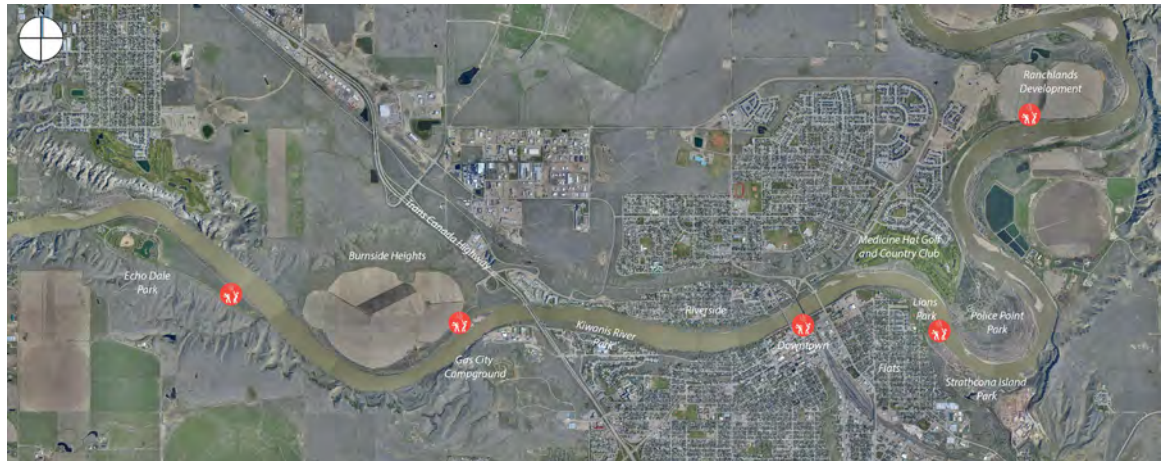 N
Ranchlands
Development
Trans Canada Highway
Medicine Hat Golf
and Country Club
Burnside Heights
Echo Dale
Park
Riverside
Lions
Park
Police Point
Park
Kiwanis River
Park
Downtown
Gas City
Campground
Flats
Strathcona Island
Park